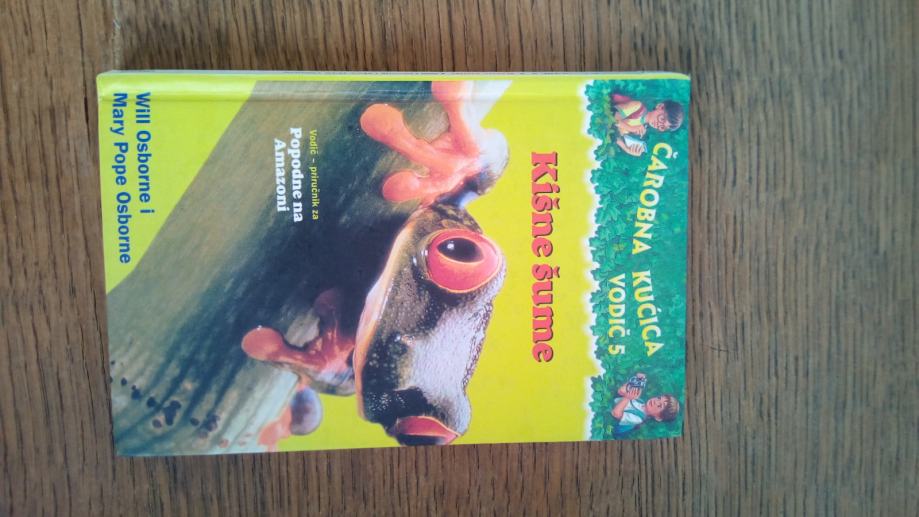 ČAROBNA KUĆICA
VODIČ 5
Kišne šume
Vodič – priručnik za
Popodne na
Amazoni
Will Osborne i
Mary Pope Osborne